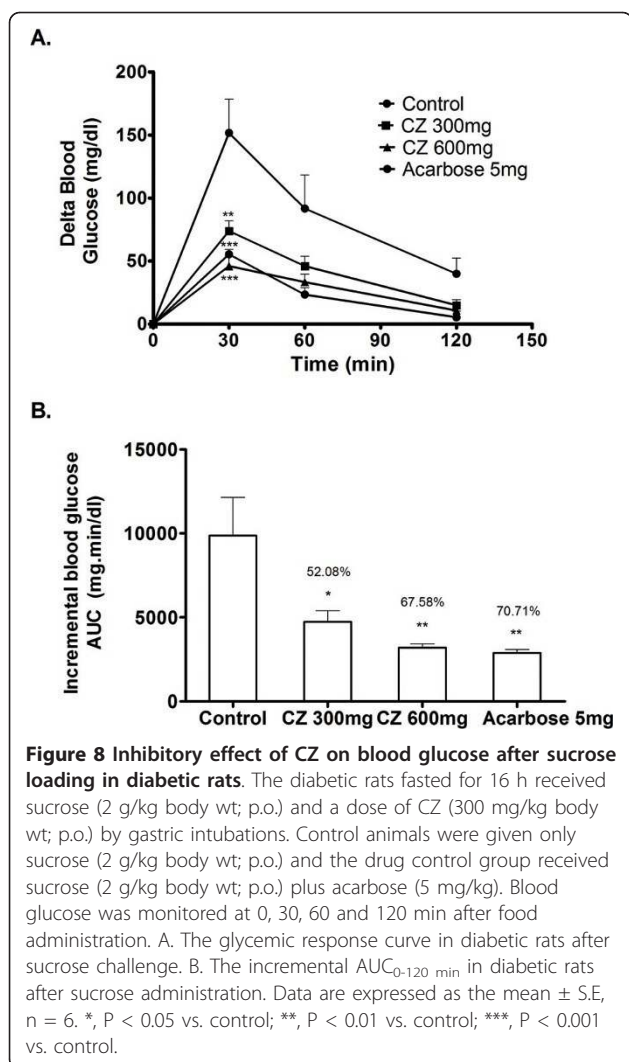 A.
200
150
100
50
0
Delta Blood
Glucose (mg/dl)
Control
CZ 300mg
CZ 600mg
Acarbose 5mg
**
***
***
0 30 60 90 120 150
Time (min)
B.
15000
10000
5000
0
Incremental blood glucose
AUC (mg.min/dl)
52.08%
*
67.58%
**
70.71%
**
Control CZ 300mg CZ 600mg Acarbose 5mg
Figure 8 Inhibitory effect of CZ on blood glucose after sucrose
loading in diabetic rats. The diabetic rats fasted for 16 h received
sucrose (2 g/kg body wt; p.o.) and a dose of CZ (300 mg/kg body
wt; p.o.) by gastric intubations. Control animals were given only
sucrose (2 g/kg body wt; p.o.) and the drug control group received
sucrose (2 g/kg body wt; p.o.) plus acarbose (5 mg/kg). Blood
glucose was monitored at 0, 30, 60 and 120 min after food
administration. A. The glycemic response curve in diabetic rats after
sucrose challenge. B. The incremental AUC0-120 min in diabetic rats
after sucrose administration. Data are expressed as the mean ± S.E,
n = 6. *, P < 0.05 vs. control; **, P < 0.01 vs. control; ***, P < 0.001
vs. control.